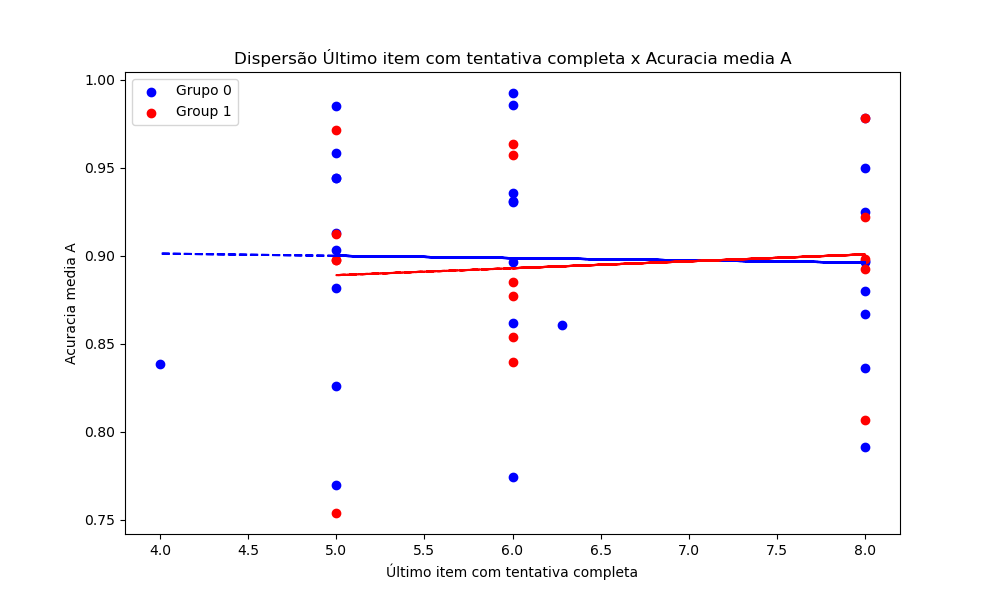 Dispersão Último item com tentativa completa x Acuracia media A
Grupo 0
Group 1
1.00
0.95
0.90
0.85
0.80
0.75
Acuracia media A
4.0 4.5 5.0 5.5 6.0 6.5 7.0 7.5 8.0
Último item com tentativa completa